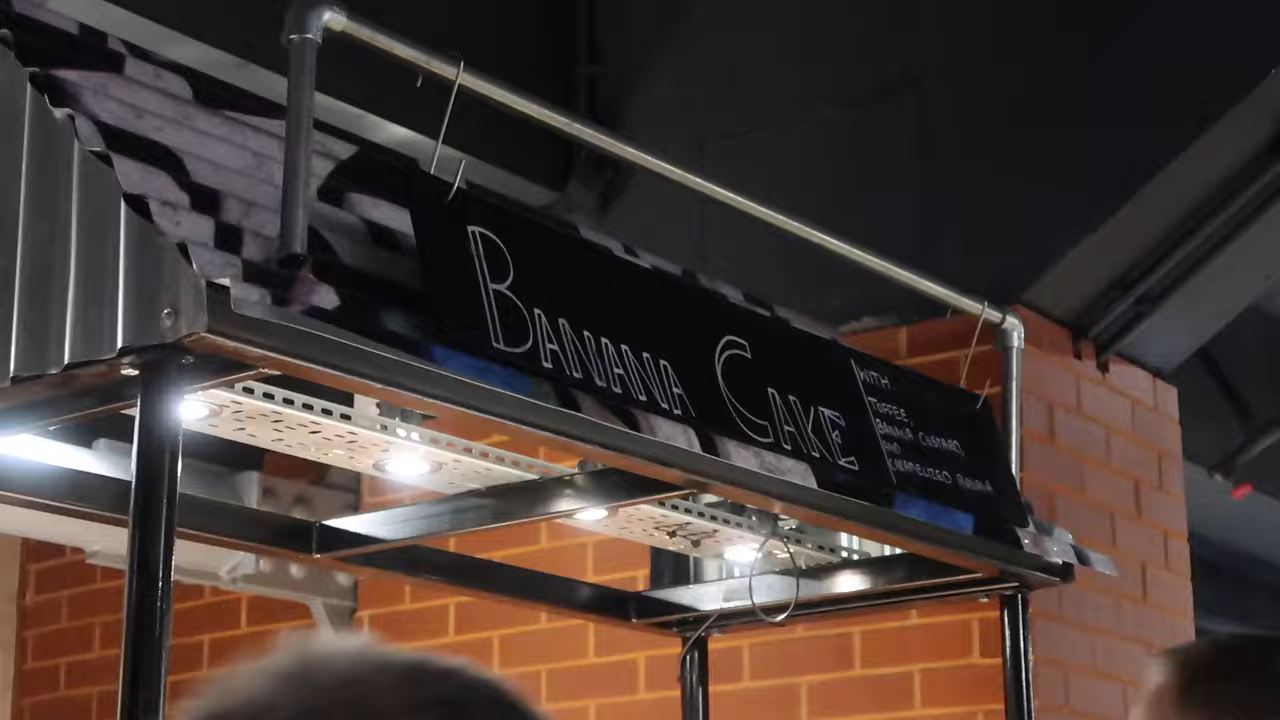 BANANA CAKE
WITH
TOFFEE,
BANANA CUSTARD,
AND
CARAMELIZED BANANA